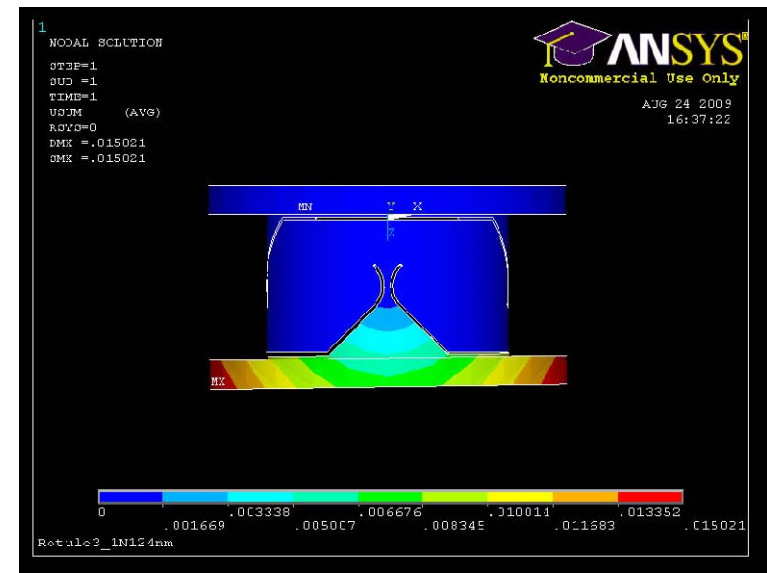 1
NODAL SOLUTION
STEP=1
SUB =1
TIME=1
USUM (AVG)
RSYS=0
DMX =.015021
SMX =.015021
ANSYS
Noncommercial Use Only
AUG 24 2009
16:37:22
MN Y X
Z
MX
0 .003338 .006676 .010014 .013352
.001669 .005007 .008345 .011683 .015021
Rotule3_1N124nm